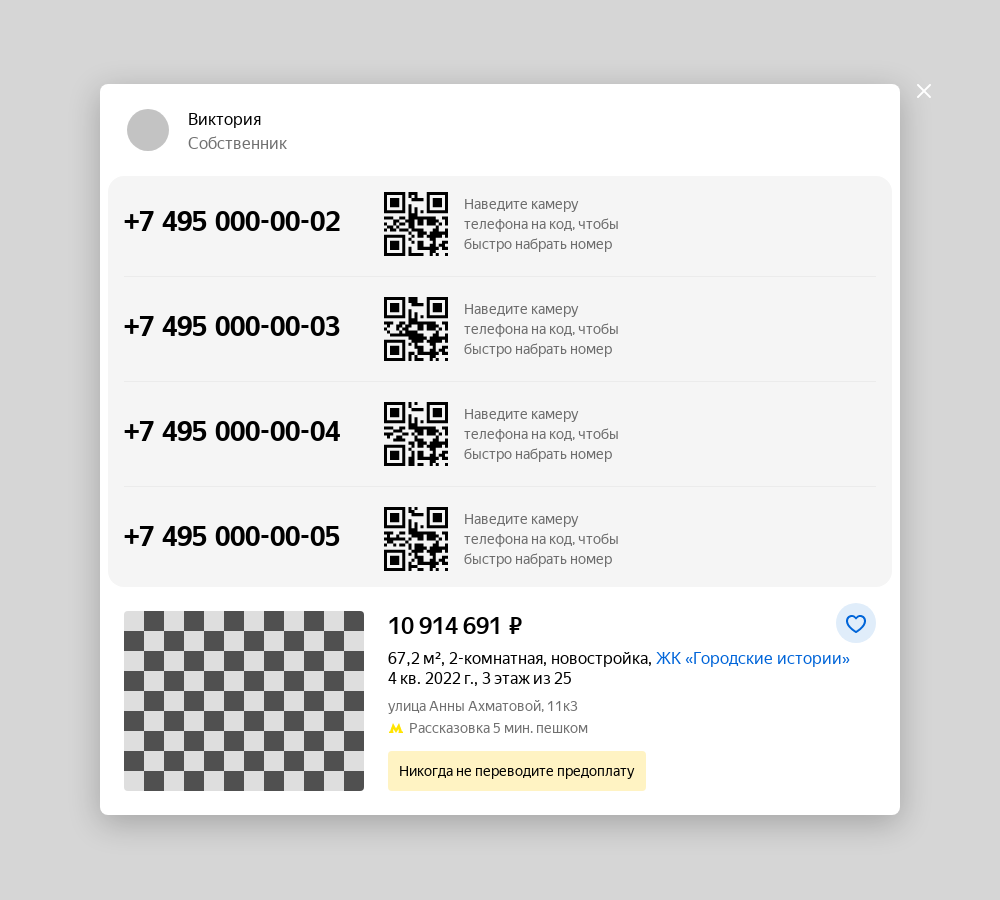 Виктория
Собственник
+7 495 000-00-02
Наведите камеру
телефона на код, чтобы
быстро набрать номер
+7 495 000-00-03
Наведите камеру
телефона на код, чтобы
быстро набрать номер
+7 495 000-00-04
Наведите камеру
телефона на код, чтобы
быстро набрать номер
+7 495 000-00-05
Наведите камеру
телефона на код, чтобы
быстро набрать номер
10 914 691 ₽
67,2 м², 2-комнатная, новостройка, ЖК «Городские истории»
4 кв. 2022 г., 3 этаж из 25
улица Анны Ахматовой, 11к3
Рассказовка 5 мин. пешком
Никогда не переводите предоплату